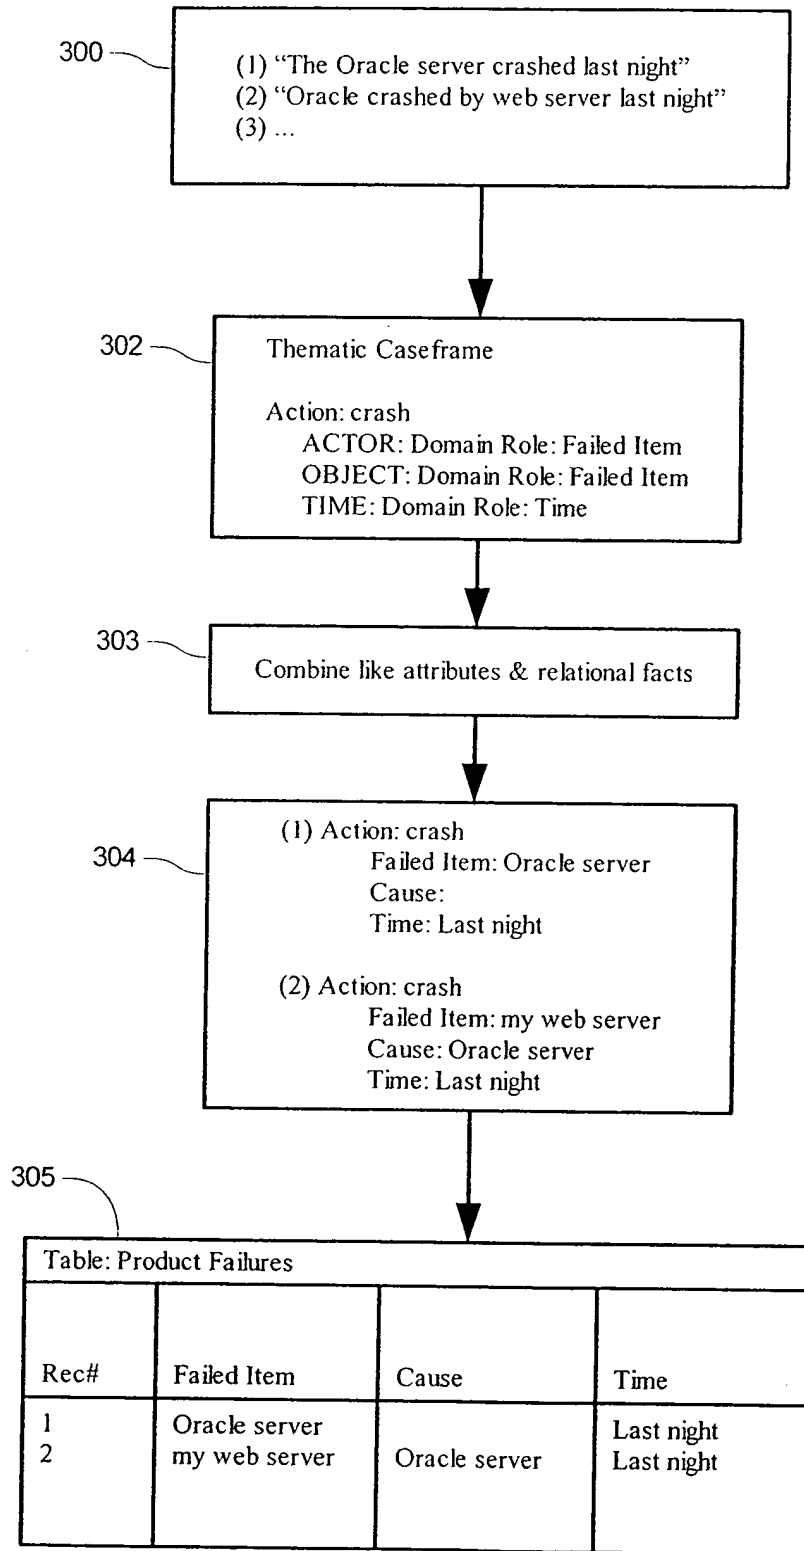 300
(1) “The Oracle server crashed last night”
(2) “Oracle crashed by web server last night”
(3) ...
302
Thematic Caseframe
Action: crash
ACTOR: Domain Role: Failed Item
OBJECT: Domain Role: Failed Item
TIME: Domain Role: Time
303
Combine like attributes & relational facts
304
(1) Action: crash
Failed Item: Oracle server
Cause:
Time: Last night
(2) Action: crash
Failed Item: my web server
Cause: Oracle server
Time: Last night
305
Table: Product Failures
Rec# Failed Item Cause Time
1 Oracle server Last night
2 my web server Oracle server Last night